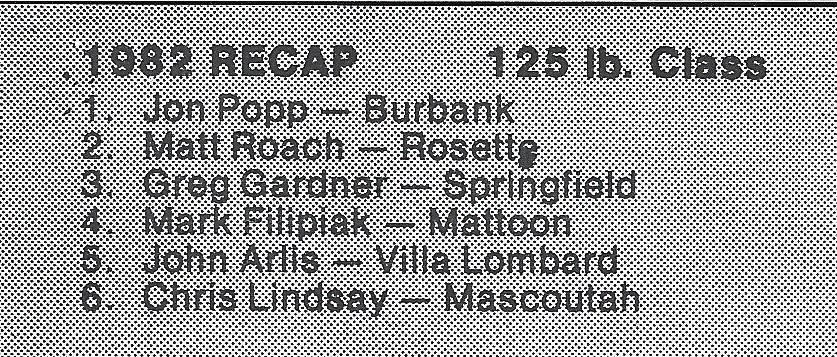 1982 RECAP 125 lb. Class
1. Jon Popp — Burbank
2. Matt Roach — Rosette
3. Greg Gardner — Springfield
4. Mark Filipiak — Mattoon
5. John Arlis — Villa Lombard
6. Chris Lindsay — Mascoutah